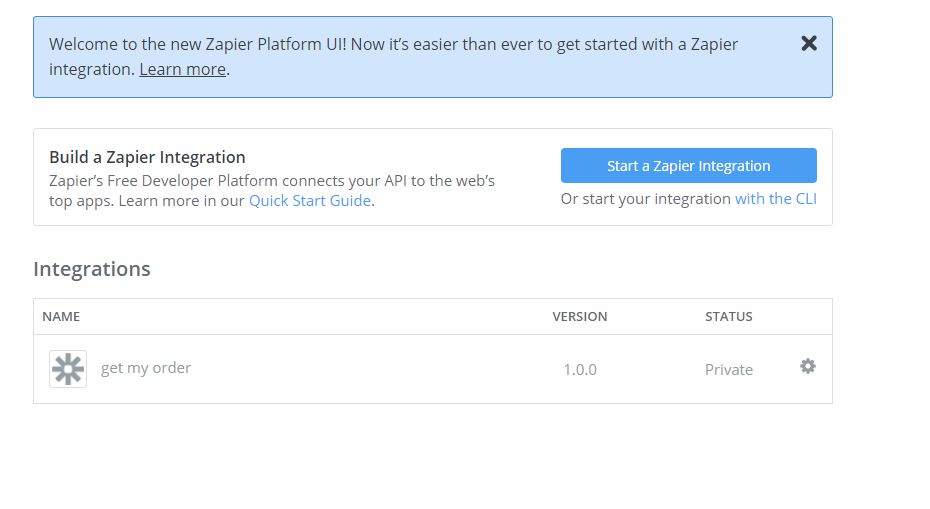 Welcome to the new Zapier Platform UI! Now it’s easier than ever to get started with a Zapier
integration. Learn more.
Build a Zapier Integration
Zapier’s Free Developer Platform connects your API to the web’s
top apps. Learn more in our Quick Start Guide.
Start a Zapier Integration
Or start your integration with the CLI
Integrations
NAME VERSION STATUS
get my order 1.0.0 Private